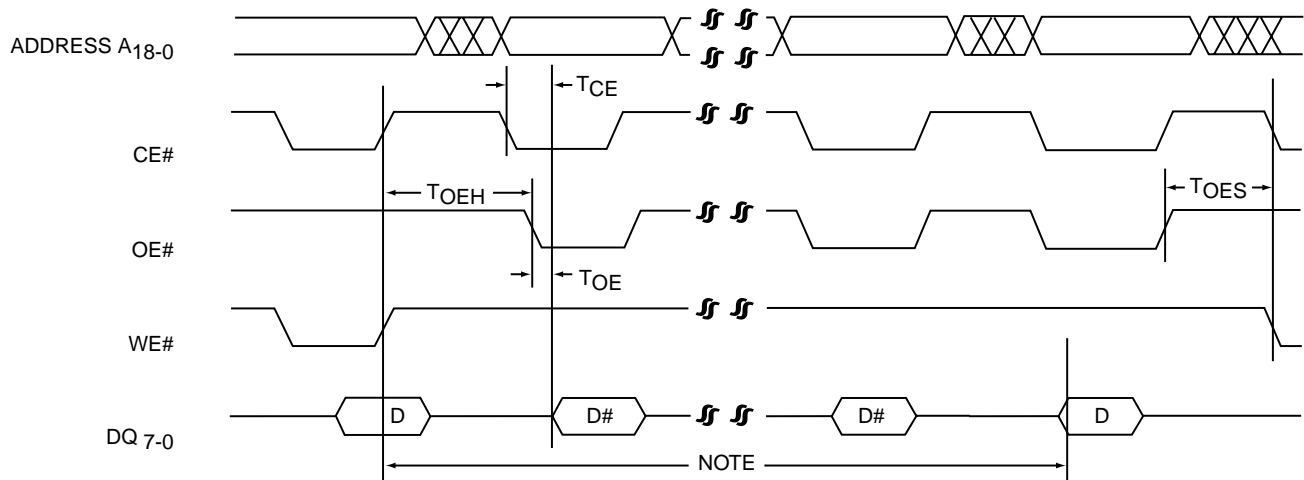 ADDRESS A18-0
TCE
CE#
TOEH
TOES
OE#
TOE
WE#
D
D#
D#
D
DQ 7-0
NOTE